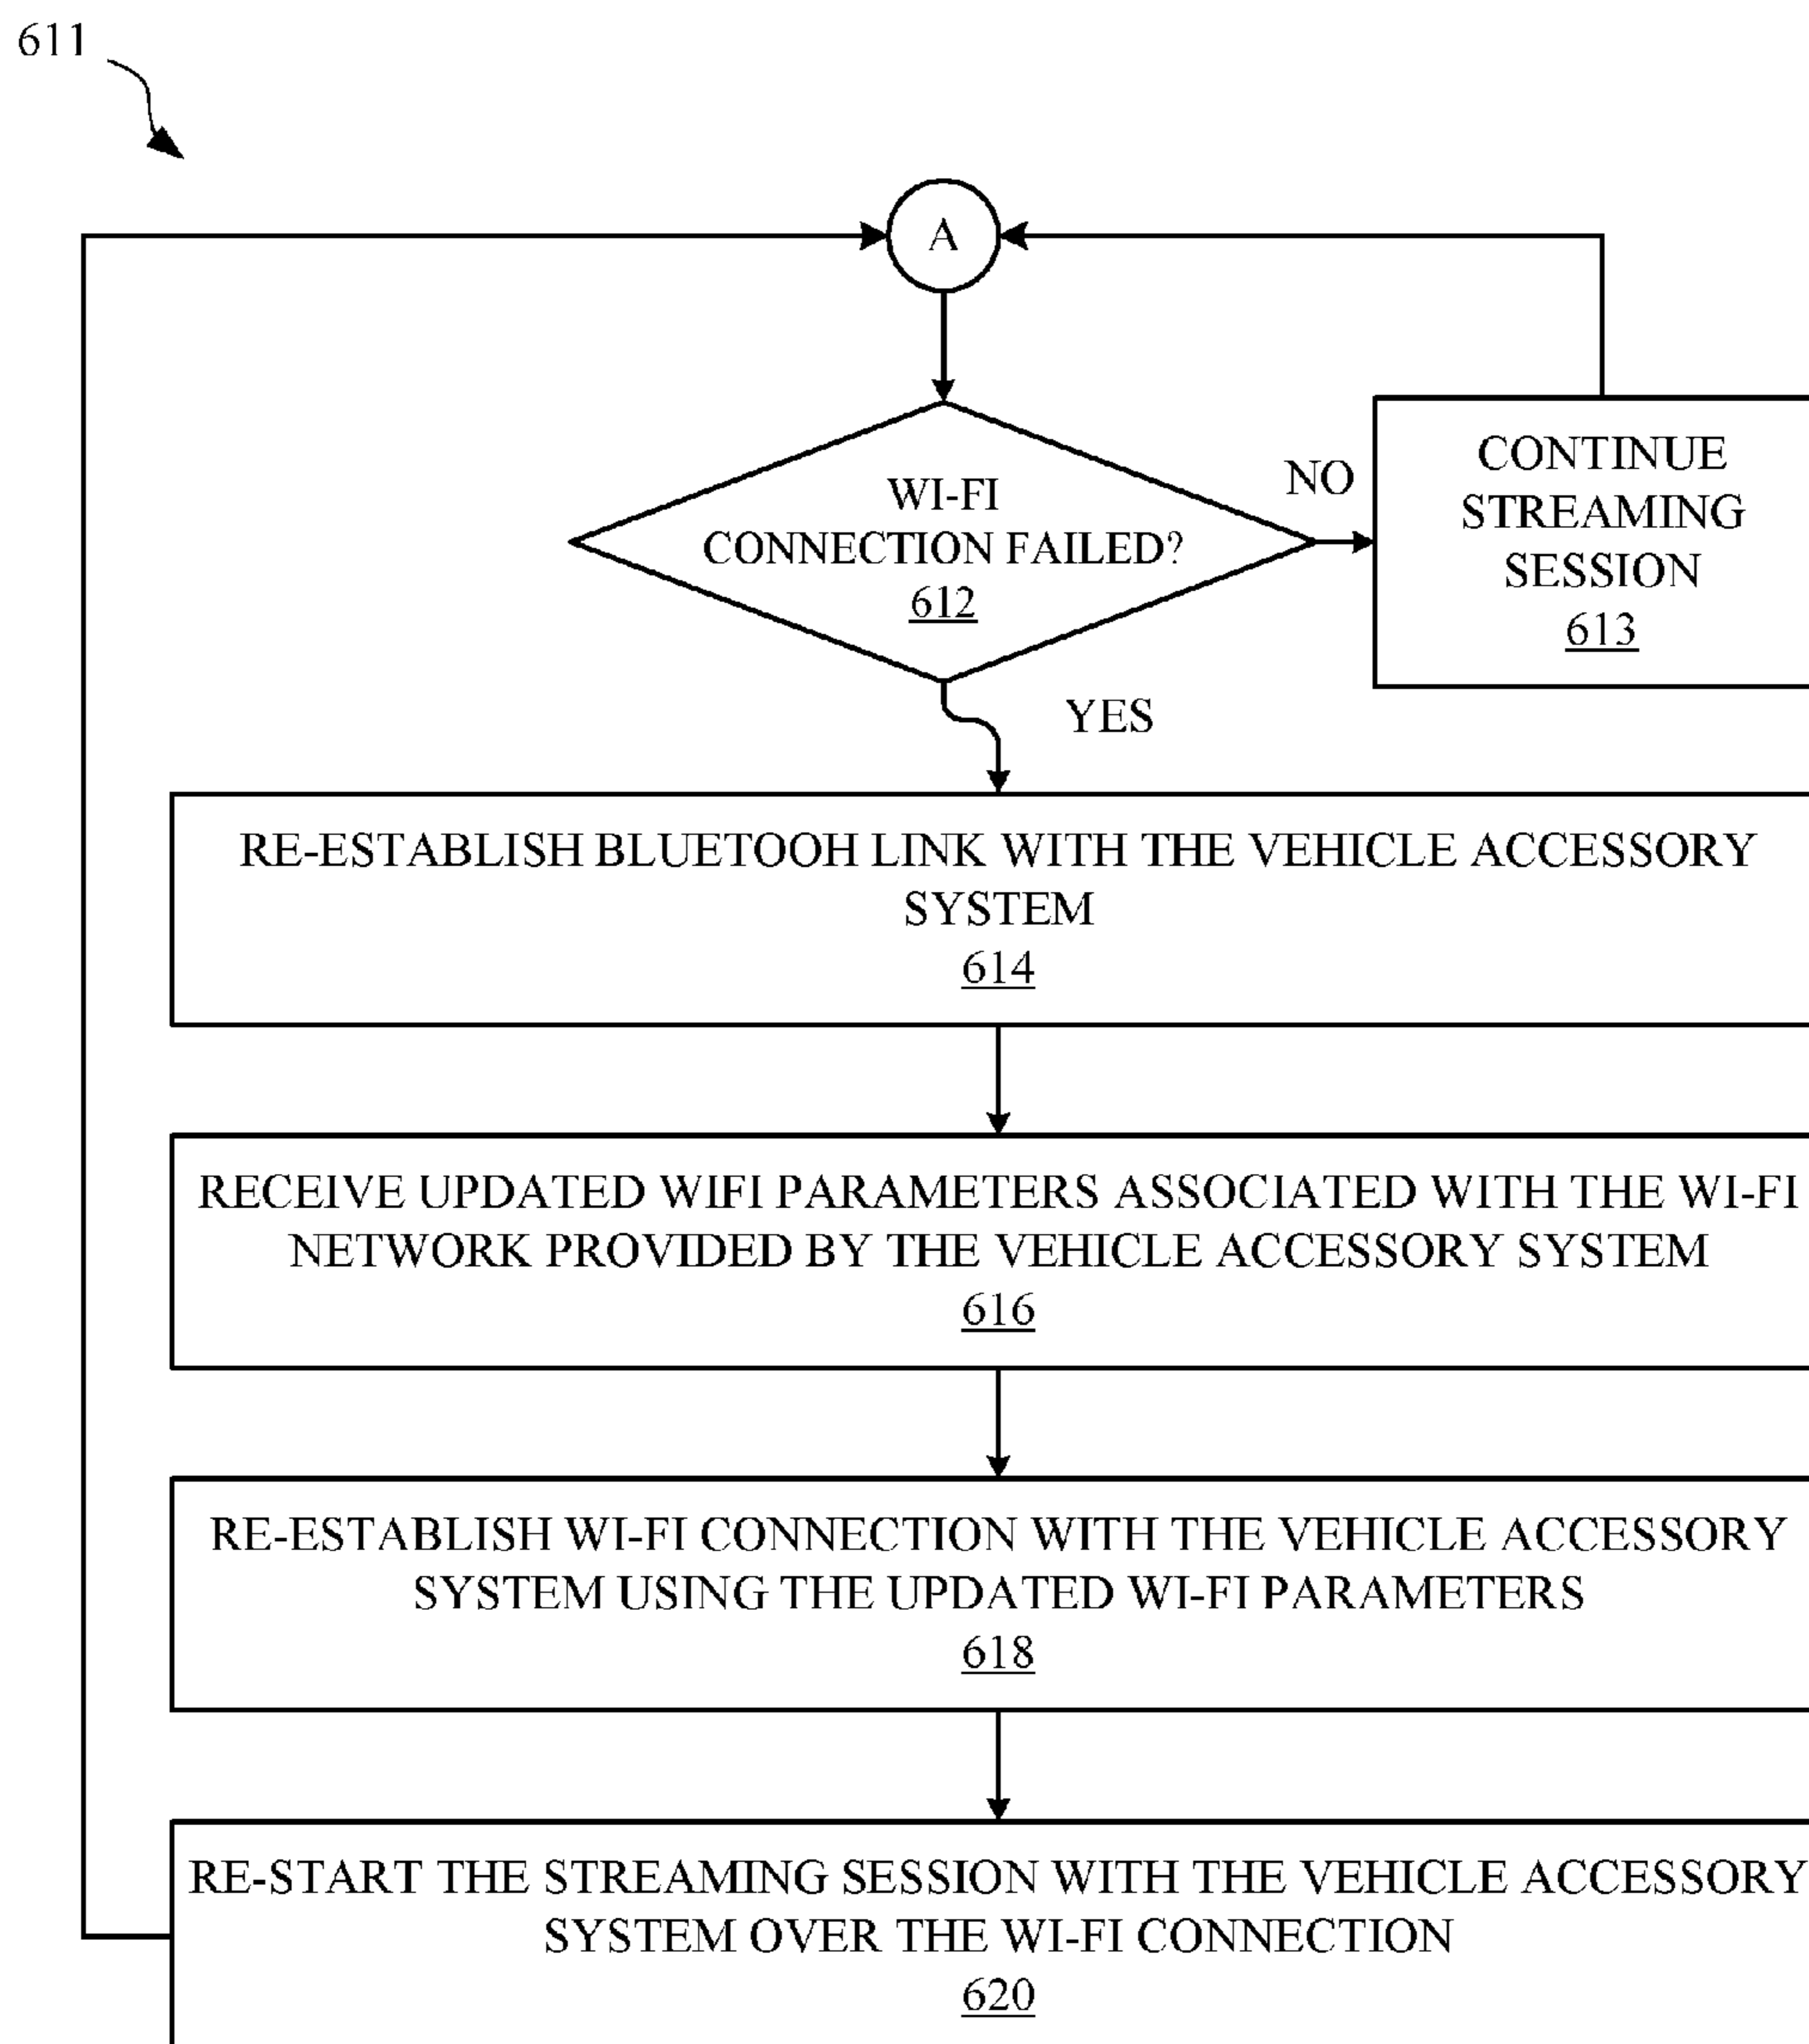 611
A
WI-FI
CONNECTION FAILED?
612
NO
CONTINUE
STREAMING
SESSION
613
YES
RE-ESTABLISH BLUETOOH LINK WITH THE VEHICLE ACCESSORY
SYSTEM
614
RECEIVE UPDATED WIFI PARAMETERS ASSOCIATED WITH THE WI-FI
NETWORK PROVIDED BY THE VEHICLE ACCESSORY SYSTEM
616
RE-ESTABLISH WI-FI CONNECTION WITH THE VEHICLE ACCESSORY
SYSTEM USING THE UPDATED WI-FI PARAMETERS
618
RE-START THE STREAMING SESSION WITH THE VEHICLE ACCESSORY
SYSTEM OVER THE WI-FI CONNECTION
620